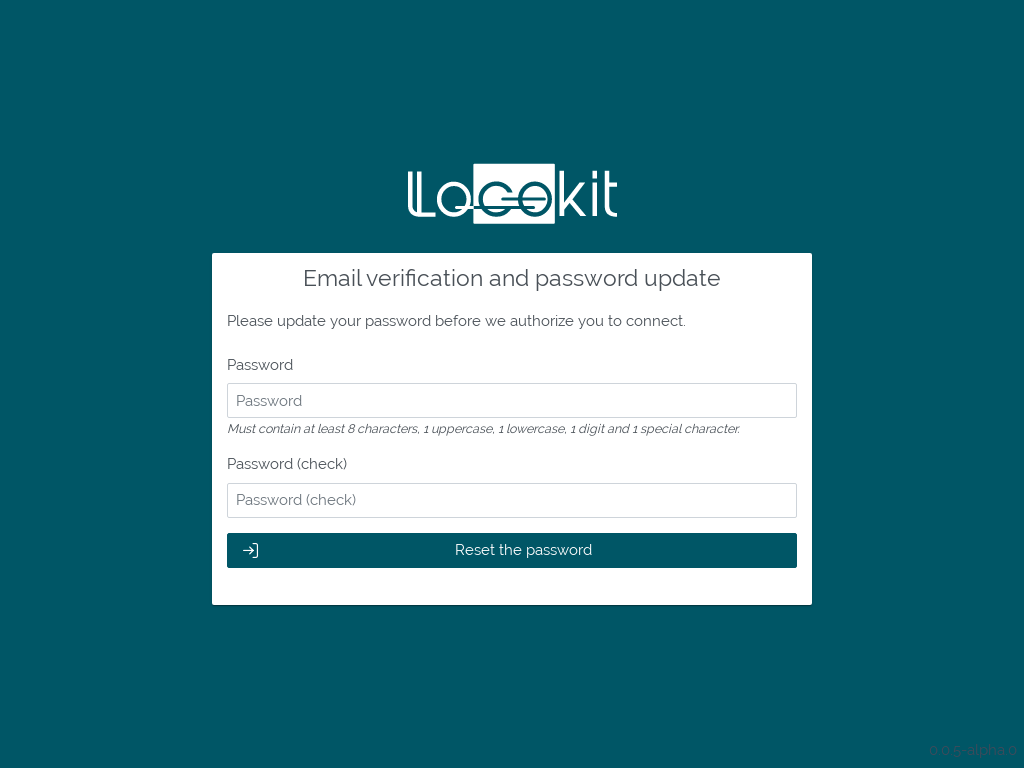 Locokit
Email verification and password update
Please update your password before we authorize you to connect.
Password
Password
Must contain at least 8 characters, 1 uppercase, 1 lowercase, 1 digit and 1 special character.
Password (check)
Password (check)
Reset the password
0.0.5-alpha.0